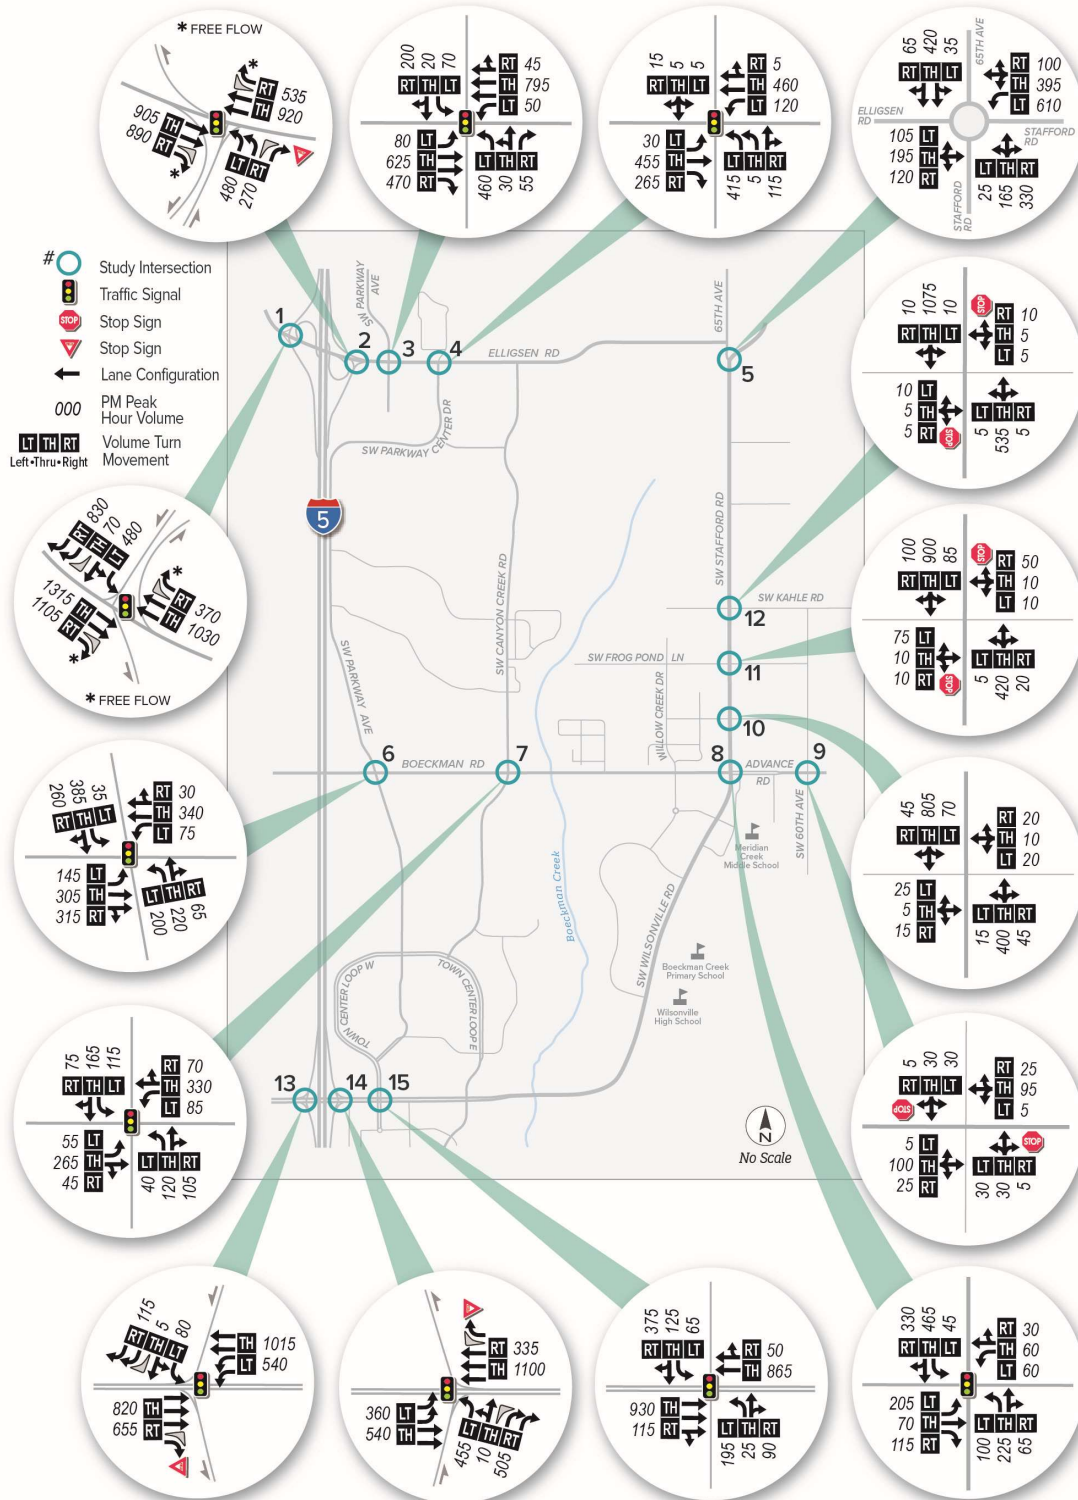 * FREE FLOW
* RT 535
TH 920
905 TH
890 RT
*
LT RT
480 270
200 20 70
RT TH LT
RT 45
TH 795
LT 50
80 LT
625 TH
470 RT
LT TH RT
460 30 55
15 5 5
RT TH LT
RT 5
TH 460
LT 120
30 LT
455 TH
265 RT
LT TH RT
415 5 115
65 420 35
RT TH LT
65TH AVE
RT 100
TH 395
LT 610
ELLIGSEN RD
STAFFORD RD
105 LT
195 TH
120 RT
STAFFORD RD
LT TH RT
25 165 330
# Study Intersection
Traffic Signal
STOP Stop Sign
Stop Sign
Lane Configuration
000 PM Peak
Hour Volume
LT TH RT Volume Turn
Left•Thru•Right Movement
10 1075 10
RT TH LT
STOP
RT 10
TH 5
LT 5
10 LT
5 TH
5 RT
STOP
LT TH RT
5 535 5
830 70 480
RT TH LT
*
RT 370
TH 1030
1315 TH
1105 RT
*
* FREE FLOW
100 900 85
RT TH LT
STOP
RT 50
TH 10
LT 10
75 LT
10 TH
10 RT
STOP
LT TH RT
5 420 20
260 385 35
RT TH LT
RT 30
TH 340
LT 75
145 LT
305 TH
315 RT
LT TH RT
200 220 65
45 805 70
RT TH LT
RT 20
TH 10
LT 20
25 LT
5 TH
15 RT
LT TH RT
15 400 45
75 165 115
RT TH LT
RT 70
TH 330
LT 85
55 LT
265 TH
45 RT
LT TH RT
40 120 105
5 30 30
RT TH LT
STOP
RT 25
TH 95
LT 5
5 LT
100 TH
25 RT
STOP
LT TH RT
30 30 5
115 5 80
RT TH LT
TH 1015
LT 540
820 TH
655 RT
RT 335
TH 1100
360 LT
540 TH
LT TH RT
455 10 505
375 125 65
RT TH LT
RT 50
TH 865
930 TH
115 RT
LT TH RT
195 25 90
330 465 45
RT TH LT
RT 30
TH 60
LT 60
205 LT
70 TH
115 RT
LT TH RT
100 225 65
1
2
3
4
5
6
7
8
9
10
11
12
13
14
15
5
SW PARKWAY AVE
ELLIGSEN RD
65TH AVE
SW PARKWAY CENTER DR
SW STAFFORD RD
SW CANYON CREEK RD
SW KAHLE RD
SW FROG POND LN
SW PARKWAY AVE
WILLOW CREEK DR
BOECKMAN RD
ADVANCE RD
SW 60TH AVE
Meridian
Creek
Middle School
Boeckman Creek
SW WILSONVILLE RD
Boeckman Creek
Primary School
Wilsonville
High School
TOWN CENTER LOOP W
TOWN CENTER LOOP E
N
No Scale